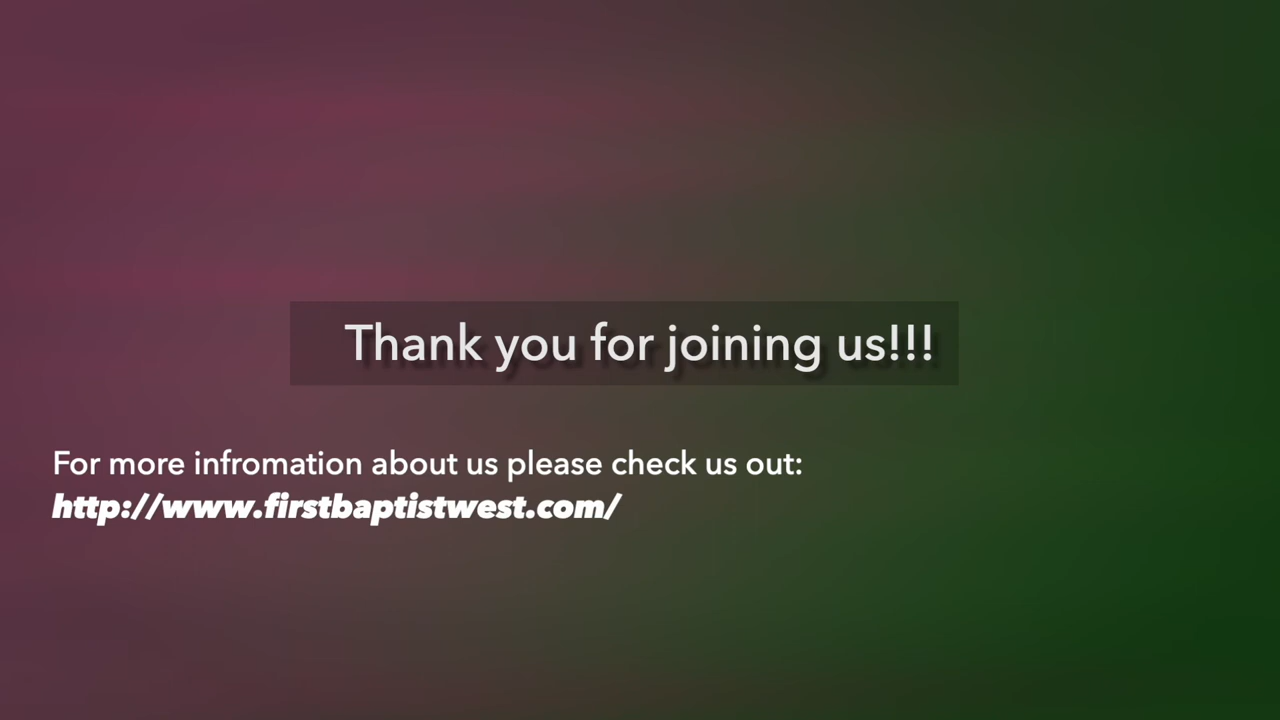 Thank you for joining us!!!
For more infromation about us please check us out:
http://www.firstbaptistwest.com/